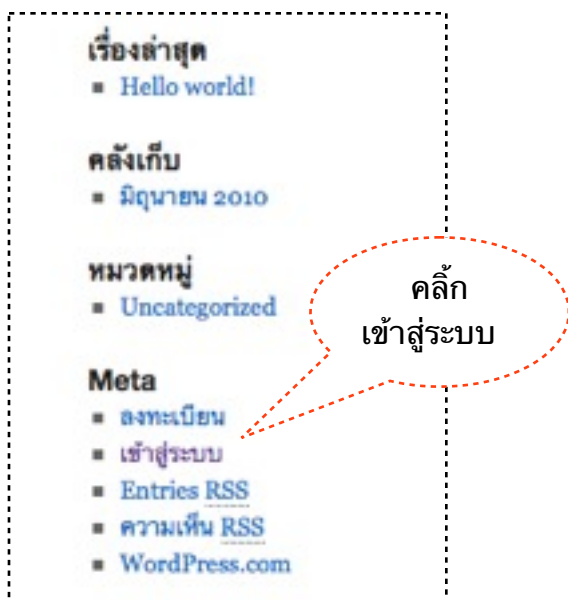 เรื่องล่าสุด
Hello world!
คลังเก็บ
มิถุนายน 2010
หมวดหมู่
Uncategorized
คลิ้ก
เข้าสู่ระบบ
Meta
ลงทะเบียน
เข้าสู่ระบบ
Entries RSS
ความเห็น RSS
WordPress.com